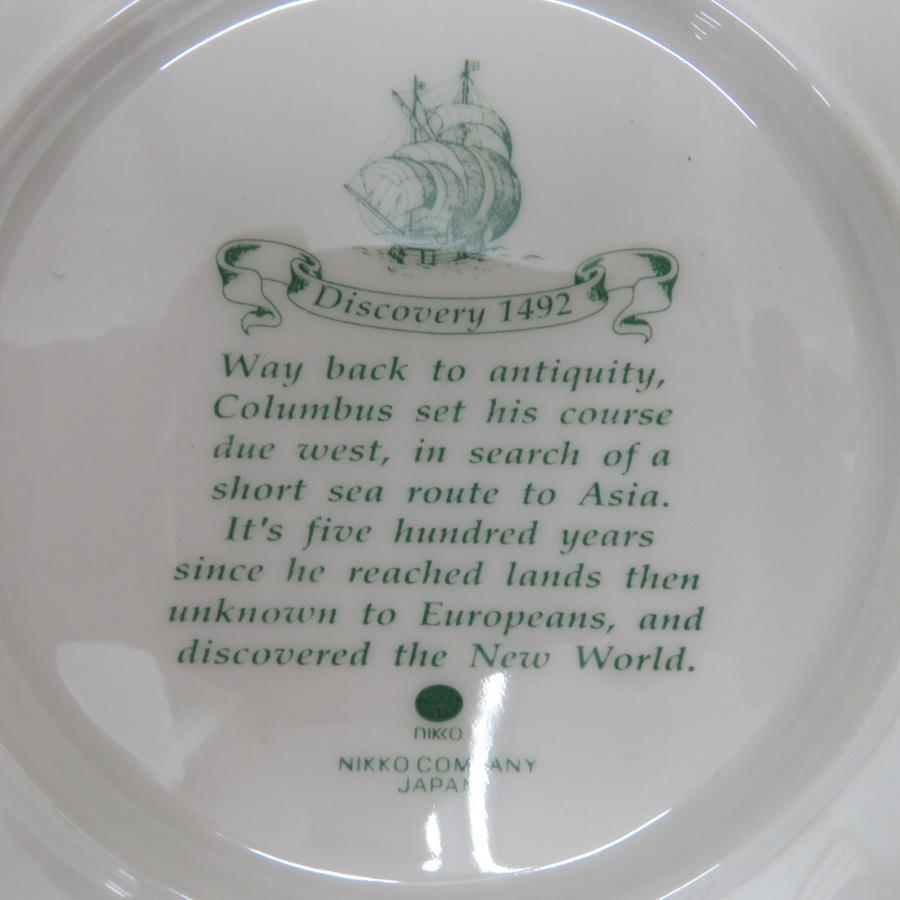 Discovery 1492
Way back to antiquity,
Columbus set his course
due west, in search of a
short sea route to Asia.
It's five hundred years
since he reached lands then
unknown to Europeans, and
discovered the New World.
nikko
NIKKO COMPANY
JAPAN